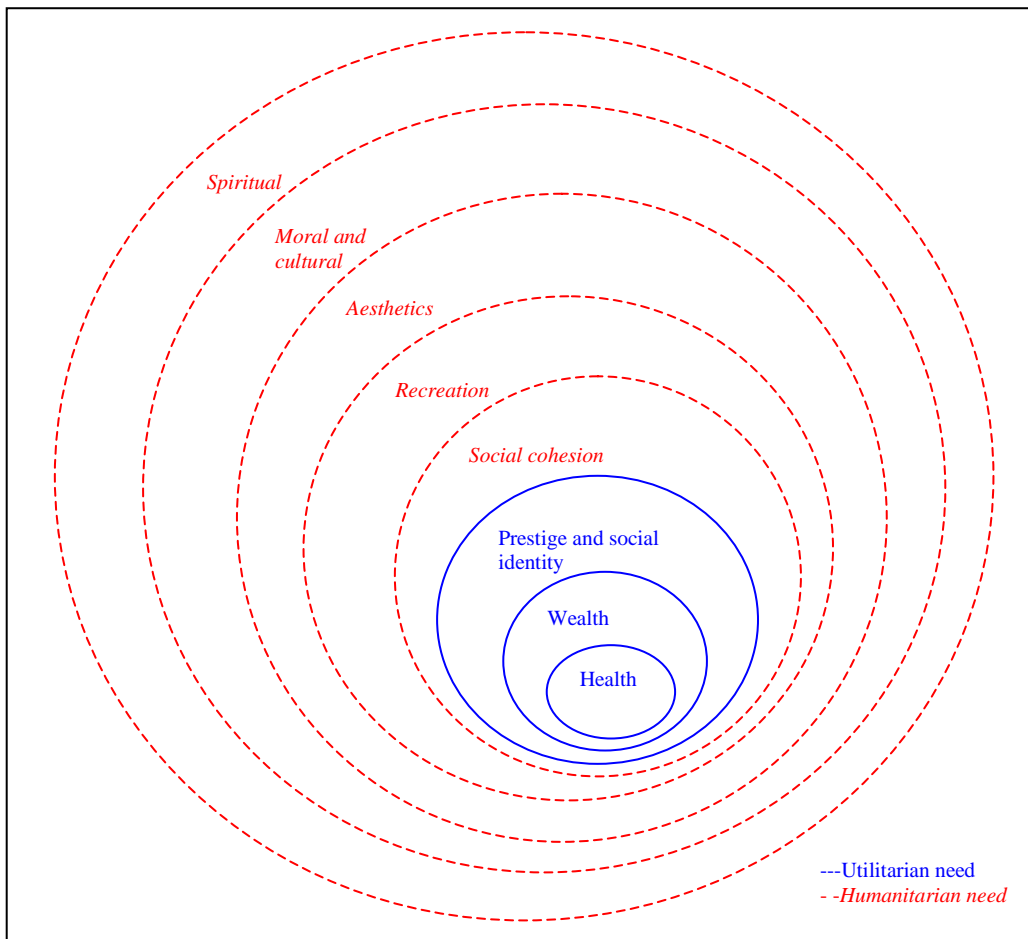 Spiritual
Moral and
cultural
Aesthetics
Recreation
Social cohesion
Prestige and social
identity
Wealth
Health
---Utilitarian need
- -Humanitarian need